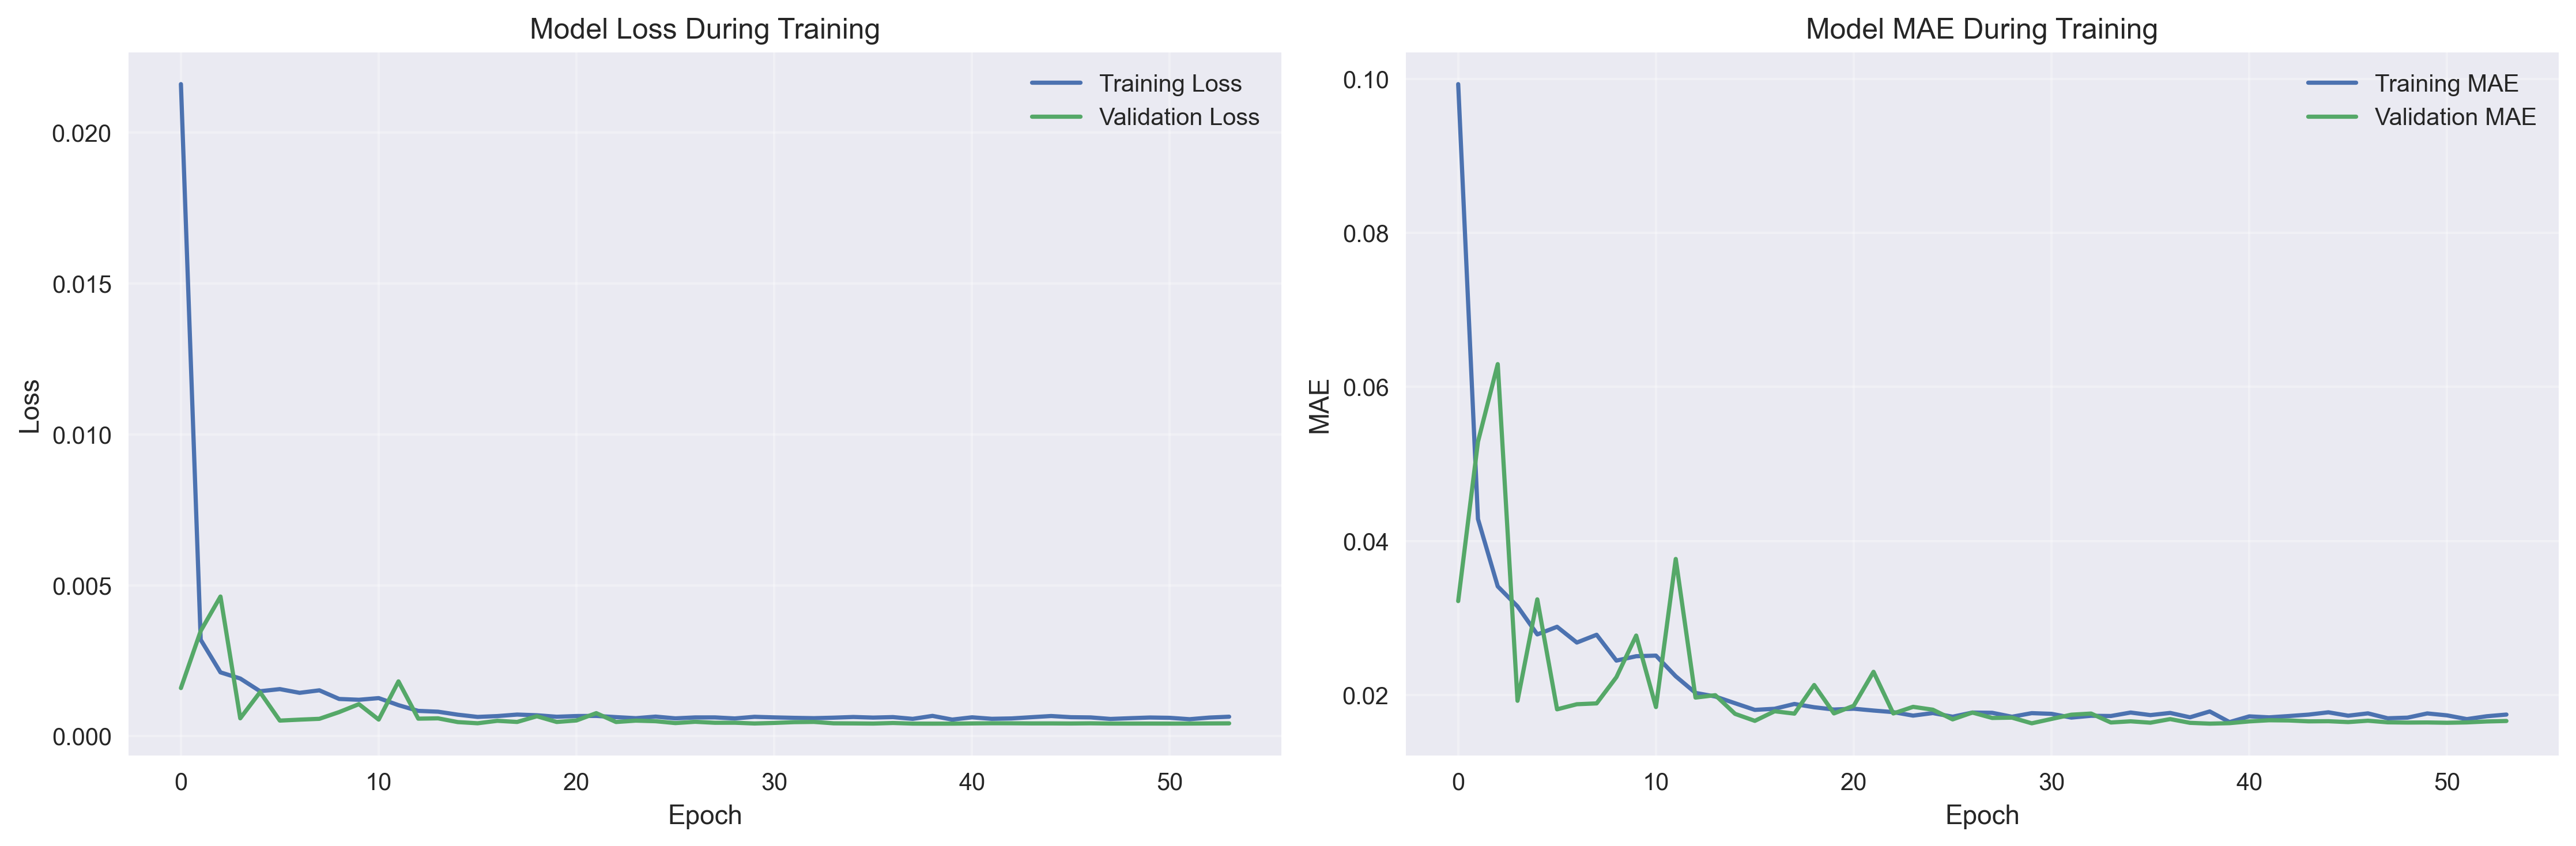 Model Loss During Training
Training Loss
Validation Loss
0.020
0.015
0.010
0.005
0.000
Loss
0 10 20 30 40 50
Epoch
Model MAE During Training
Training MAE
Validation MAE
0.10
0.08
0.06
0.04
0.02
MAE
0 10 20 30 40 50
Epoch